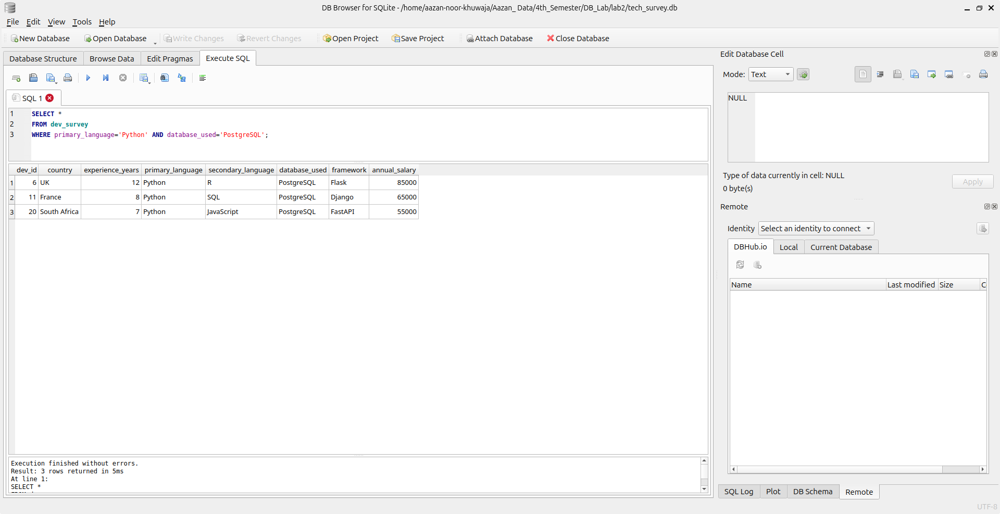 DB Browser for SQLite - /home/aazan-noor-khuwaja/Aazan_ Data/4th_Semester/DB_Lab/lab2/tech_survey.db
File Edit View Tools Help
New Database Open Database Write Changes Revert Changes Open Project Save Project Attach Database Close Database
Database Structure Browse Data Edit Pragmas Execute SQL
SQL 1
1 SELECT *
2 FROM dev_survey
3 WHERE primary_language='Python' AND database_used='PostgreSQL';
dev_id country experience_years primary_language secondary_language database_used framework annual_salary
1 6 UK 12 Python R PostgreSQL Flask 85000
2 11 France 8 Python SQL PostgreSQL Django 65000
3 20 South Africa 7 Python JavaScript PostgreSQL FastAPI 55000
Execution finished without errors.
Result: 3 rows returned in 5ms
At line 1:
SELECT *
Edit Database Cell
Mode: Text
NULL
Type of data currently in cell: NULL
0 byte(s)
Apply
Remote
Identity Select an identity to connect
DBHub.io Local Current Database
Name Last modified Size C
SQL Log Plot DB Schema Remote
UTF-8